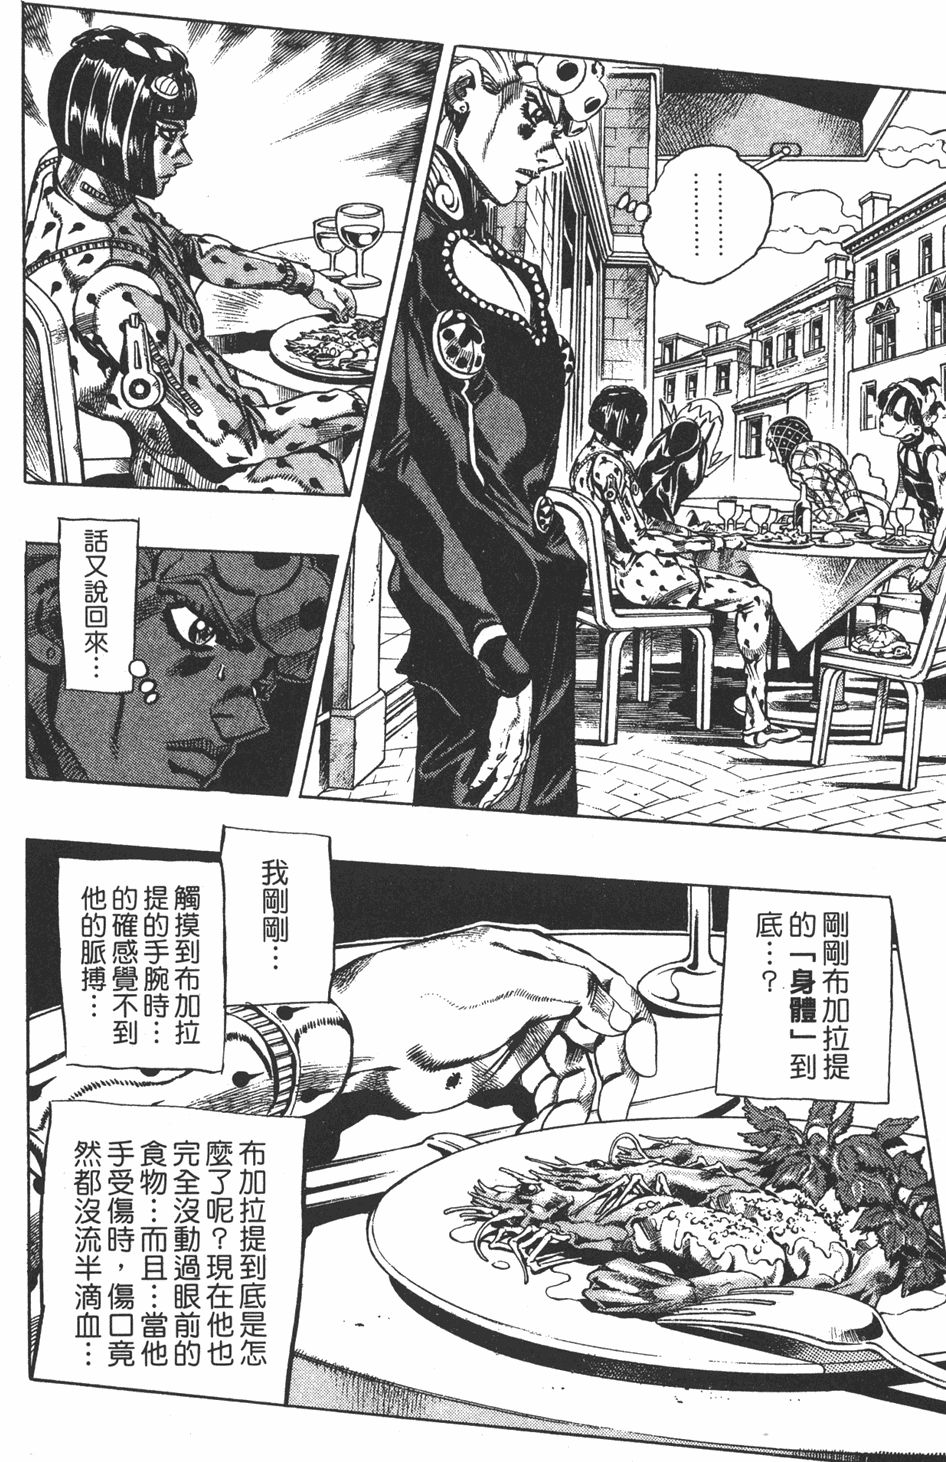 ………
………
話又說回來…
剛剛布加拉提
的「身體」到
底…？
我剛剛…
觸摸到布加拉
提的手腕時…
的確感覺不到
他的脈搏…
布加拉提到底是怎
麼了呢？現在他也
完全沒動過眼前的
食物…而且…當他
手受傷時，傷口竟
然都沒流半滴血…